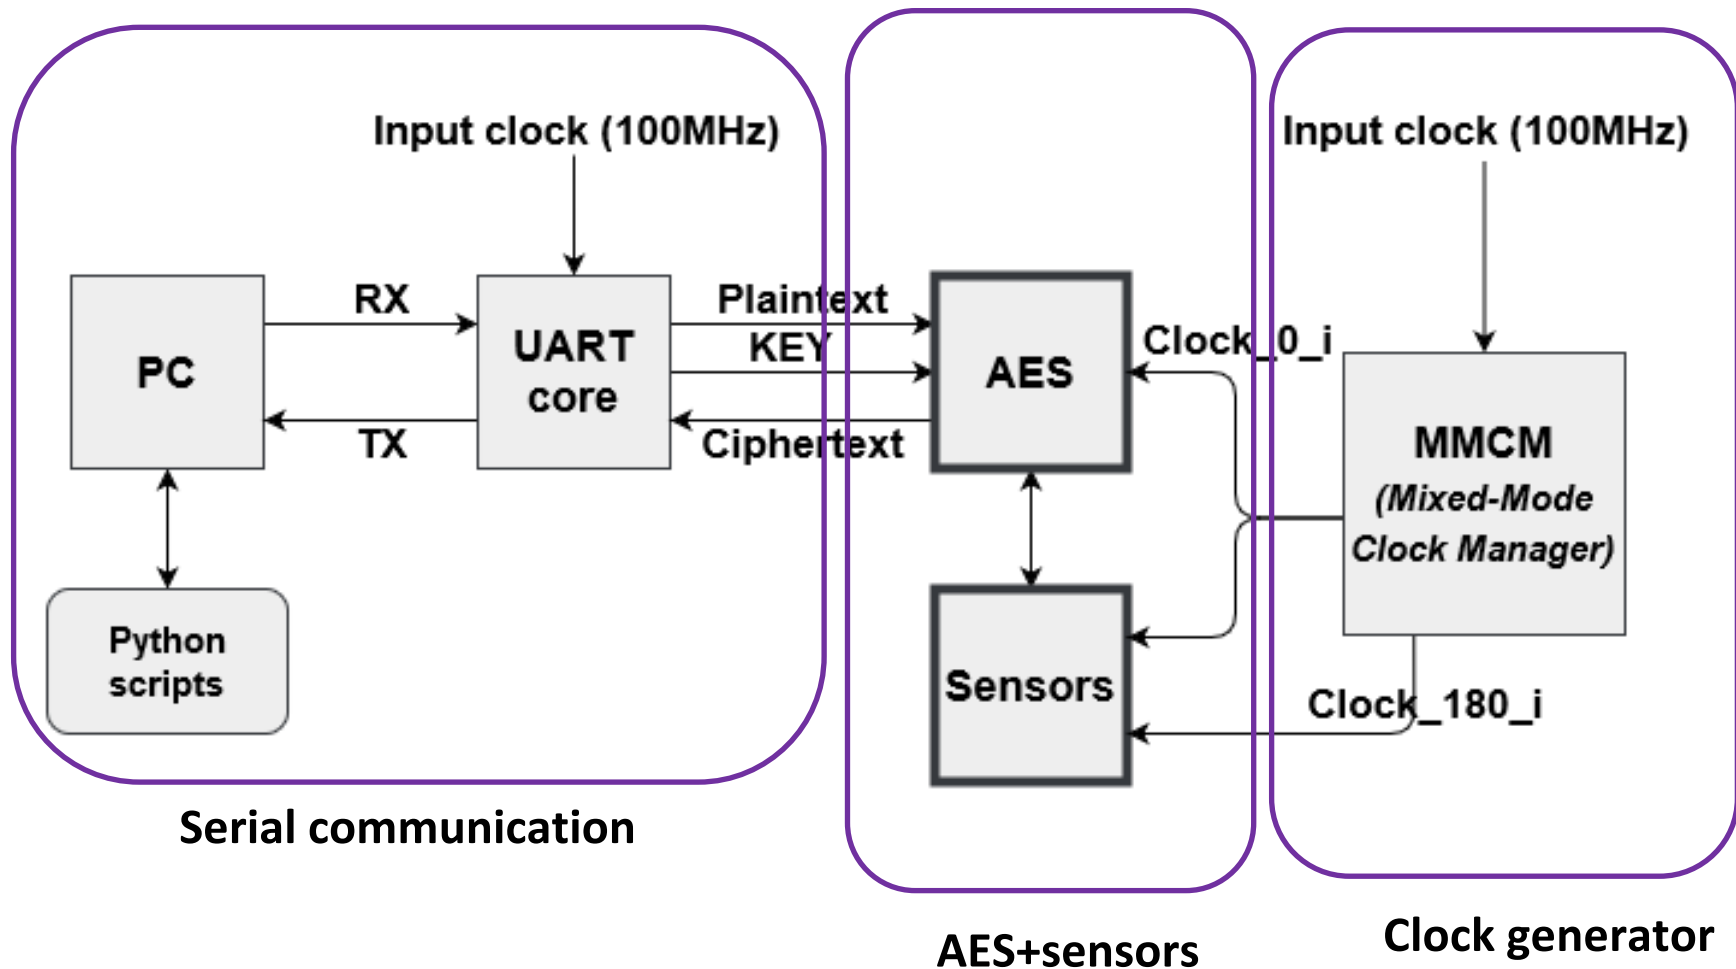 Input clock (100MHz)
Input clock (100MHz)
PC
RX
TX
UART
core
Plaintext
KEY
Ciphertext
AES
Clock_0_i
MMCM
(Mixed-Mode
Clock Manager)
Python
scripts
Sensors
Clock_180_i
Serial communication
AES+sensors
Clock generator